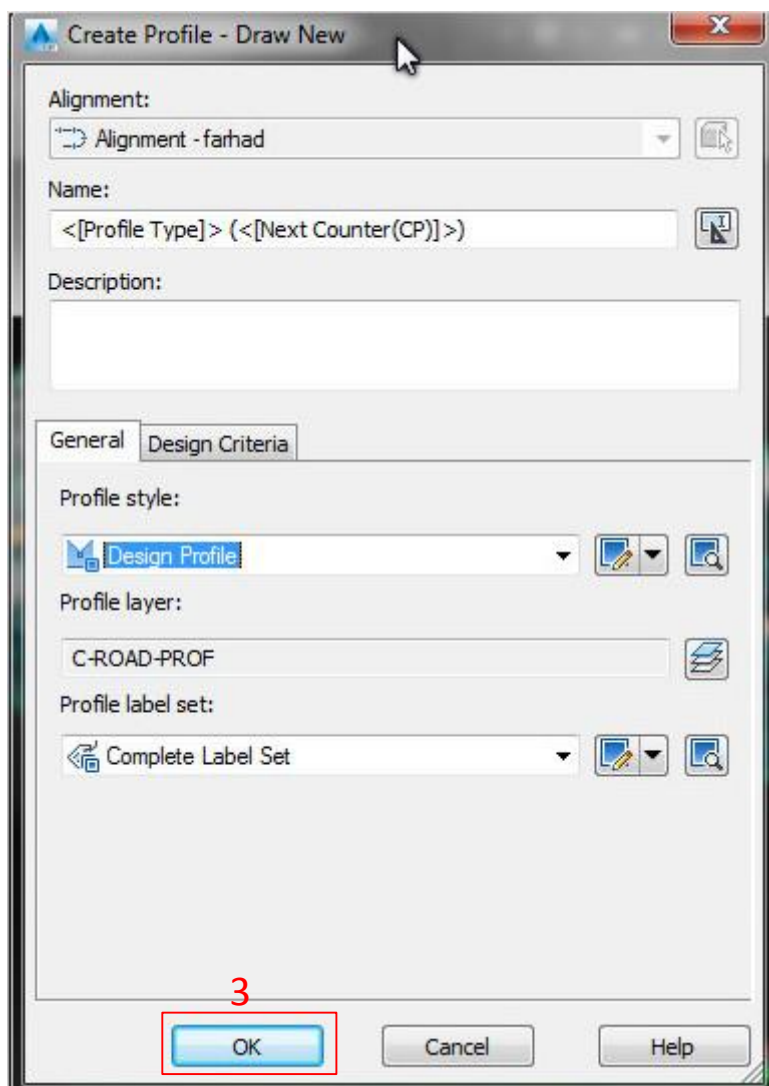 Create Profile - Draw New
Alignment:
Alignment - farhad
Name:
<[Profile Type]> (<[Next Counter(CP)]>)
Description:
General Design Criteria
Profile style:
Design Profile
Profile layer:
C-ROAD-PROF
Profile label set:
Complete Label Set
3
OK Cancel Help